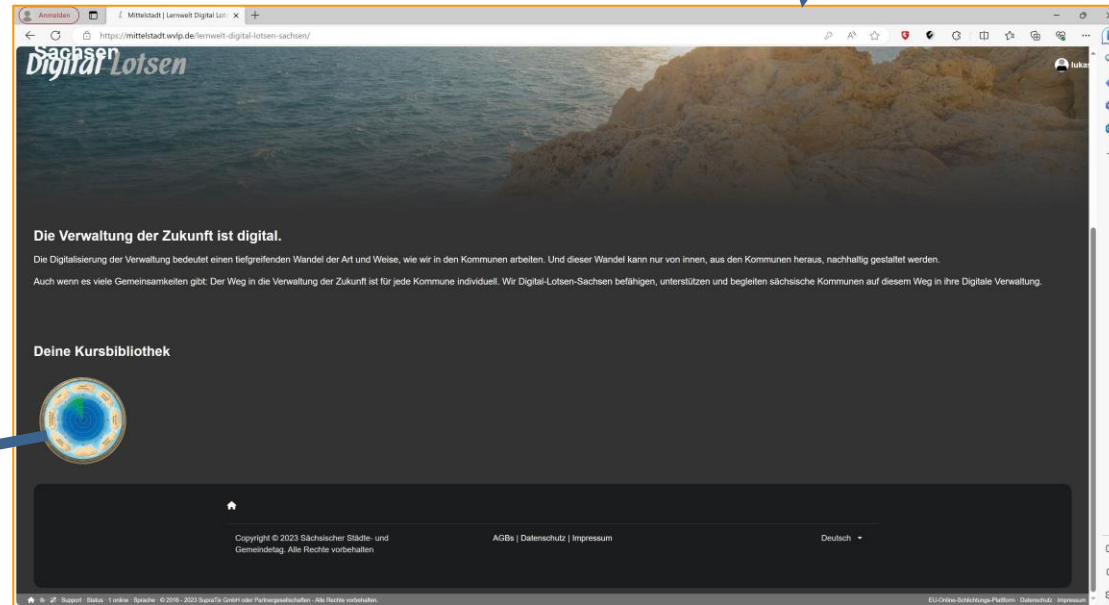 Anmelden
Mittelstadt | Lernwelt Digital Lots
https://mittelstadt.wvlp.de/lernwelt-digital-lotsen-sachsen/
Sachsen
Digital Lotsen
lukas
Die Verwaltung der Zukunft ist digital.
Die Digitalisierung der Verwaltung bedeutet einen tiefgreifenden Wandel der Art und Weise, wie wir in den Kommunen arbeiten. Und dieser Wandel kann nur von innen, aus den Kommunen heraus, nachhaltig gestaltet werden.
Auch wenn es viele Gemeinsamkeiten gibt: Der Weg in die Verwaltung der Zukunft ist für jede Kommune individuell. Wir Digital-Lotsen-Sachsen befähigen, unterstützen und begleiten sächsische Kommunen auf diesem Weg in ihre Digitale Verwaltung.
Deine Kursbibliothek
Copyright © 2023 Sächsischer Städte- und
Gemeindetag. Alle Rechte vorbehalten
AGBs | Datenschutz | Impressum
Deutsch
Support · Status · 1 online · Sprache · © 2016 - 2023 SupraTix GmbH oder Partnergesellschaften - Alle Rechte vorbehalten.
EU-Online-Schlichtungs-Plattform · Datenschutz · Impressum